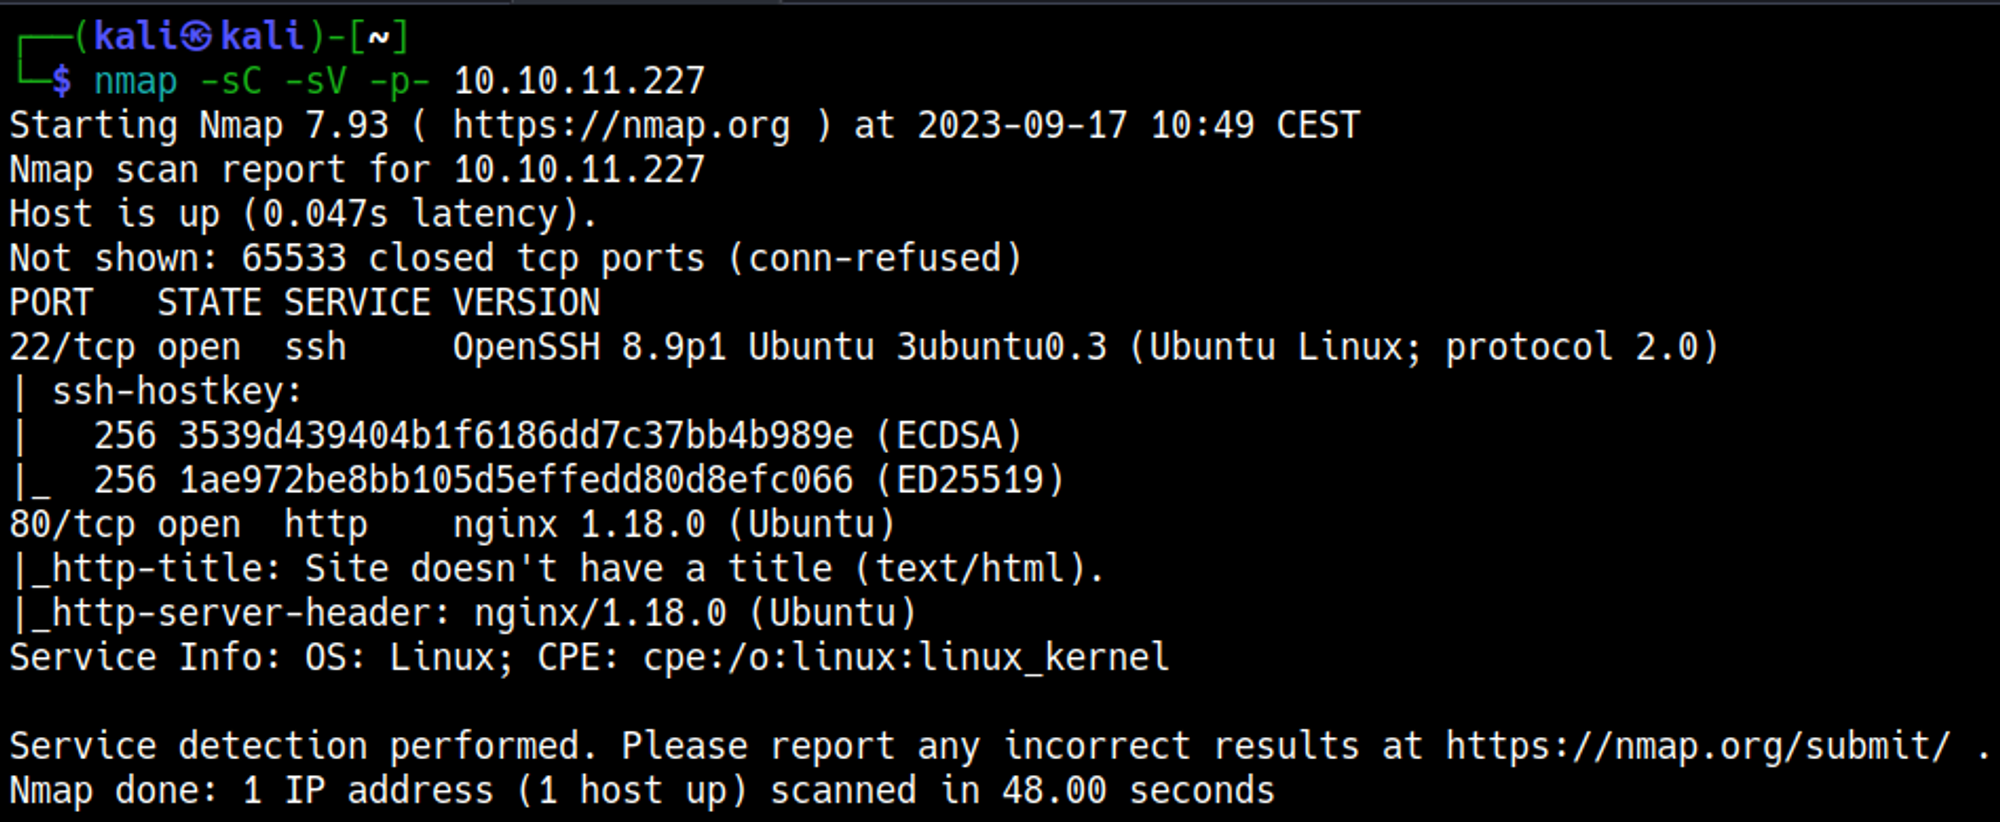 ┌──(kali㉿kali)-[~]
└─$ nmap -sC -sV -p- 10.10.11.227
Starting Nmap 7.93 ( https://nmap.org ) at 2023-09-17 10:49 CEST
Nmap scan report for 10.10.11.227
Host is up (0.047s latency).
Not shown: 65533 closed tcp ports (conn-refused)
PORT   STATE SERVICE VERSION
22/tcp open  ssh     OpenSSH 8.9p1 Ubuntu 3ubuntu0.3 (Ubuntu Linux; protocol 2.0)
| ssh-hostkey:
|   256 3539d439404b1f6186dd7c37bb4b989e (ECDSA)
|_  256 1ae972be8bb105d5effedd80d8efc066 (ED25519)
80/tcp open  http    nginx 1.18.0 (Ubuntu)
|_http-title: Site doesn't have a title (text/html).
|_http-server-header: nginx/1.18.0 (Ubuntu)
Service Info: OS: Linux; CPE: cpe:/o:linux:linux_kernel

Service detection performed. Please report any incorrect results at https://nmap.org/submit/ .
Nmap done: 1 IP address (1 host up) scanned in 48.00 seconds